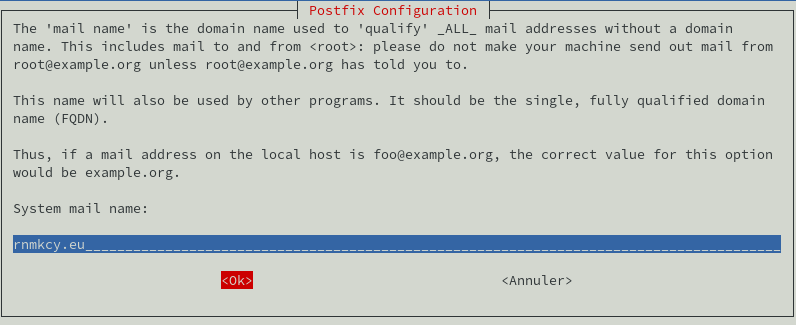 Postfix Configuration
The 'mail name' is the domain name used to 'qualify' _ALL_ mail addresses without a domain
name. This includes mail to and from <root>: please do not make your machine send out mail from
root@example.org unless root@example.org has told you to.
This name will also be used by other programs. It should be the single, fully qualified domain
name (FQDN).
Thus, if a mail address on the local host is foo@example.org, the correct value for this option
would be example.org.
System mail name:
rnmkcy.eu
<Ok> <Annuler>